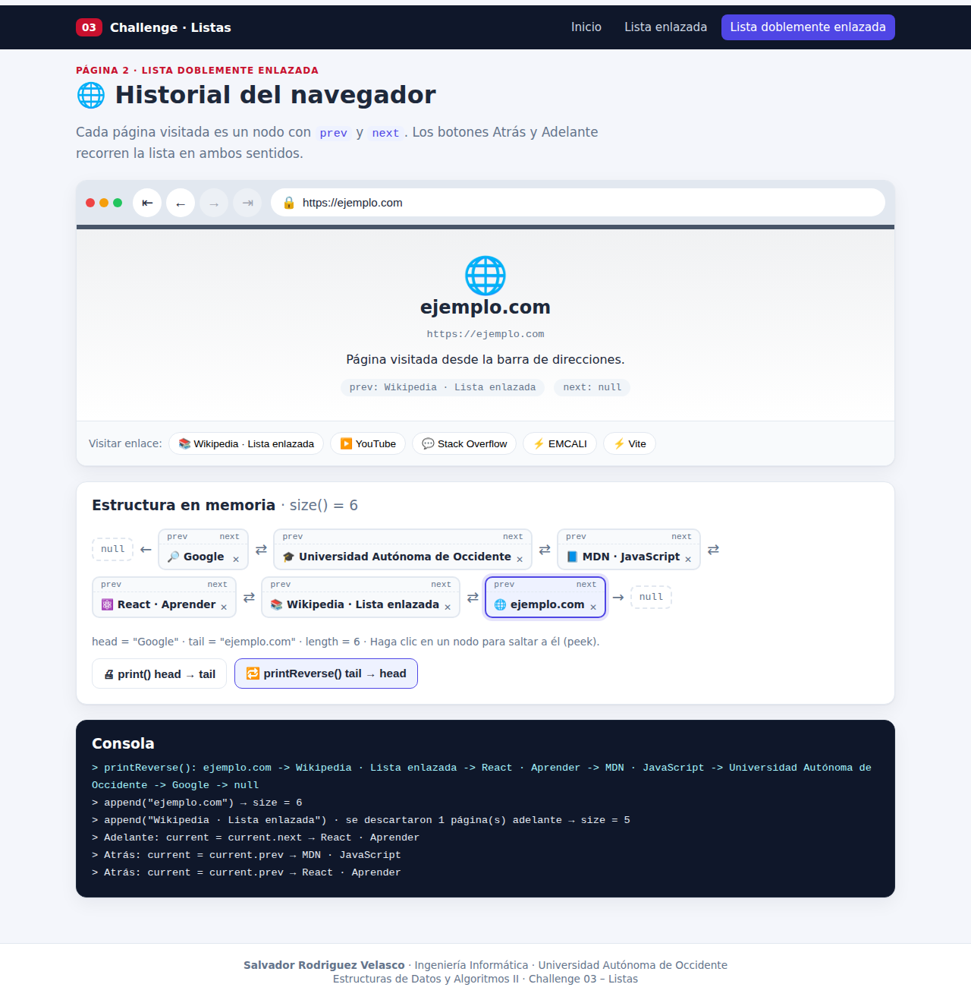 03 Challenge · Listas Inicio Lista enlazada Lista doblemente enlazada
PÁGINA 2 · LISTA DOBLEMENTE ENLAZADA
🌐 Historial del navegador
Cada página visitada es un nodo con prev y next. Los botones Atrás y Adelante
recorren la lista en ambos sentidos.
⇤ ← → ⇥ 🔒 https://ejemplo.com
🌐
ejemplo.com
https://ejemplo.com
Página visitada desde la barra de direcciones.
prev: Wikipedia · Lista enlazada next: null
Visitar enlace: 📚 Wikipedia · Lista enlazada ▶️ YouTube 💬 Stack Overflow ⚡ EMCALI ⚡ Vite
Estructura en memoria · size() = 6
prev next prev next prev next
null ← 🔎 Google ✕ ⇄ 🎓 Universidad Autónoma de Occidente ✕ ⇄ 📘 MDN · JavaScript ✕ ⇄
prev next prev next prev next
⚛️ React · Aprender ✕ ⇄ 📚 Wikipedia · Lista enlazada ✕ ⇄ 🌐 ejemplo.com ✕ → null
head = "Google" · tail = "ejemplo.com" · length = 6 · Haga clic en un nodo para saltar a él (peek).
🖨 print() head → tail 🔁 printReverse() tail → head
Consola
> printReverse(): ejemplo.com -> Wikipedia · Lista enlazada -> React · Aprender -> MDN · JavaScript -> Universidad Autónoma de
Occidente -> Google -> null
> append("ejemplo.com") → size = 6
> append("Wikipedia · Lista enlazada") · se descartaron 1 página(s) adelante → size = 5
> Adelante: current = current.next → React · Aprender
> Atrás: current = current.prev → MDN · JavaScript
> Atrás: current = current.prev → React · Aprender
Salvador Rodriguez Velasco · Ingeniería Informática · Universidad Autónoma de Occidente
Estructuras de Datos y Algoritmos II · Challenge 03 – Listas